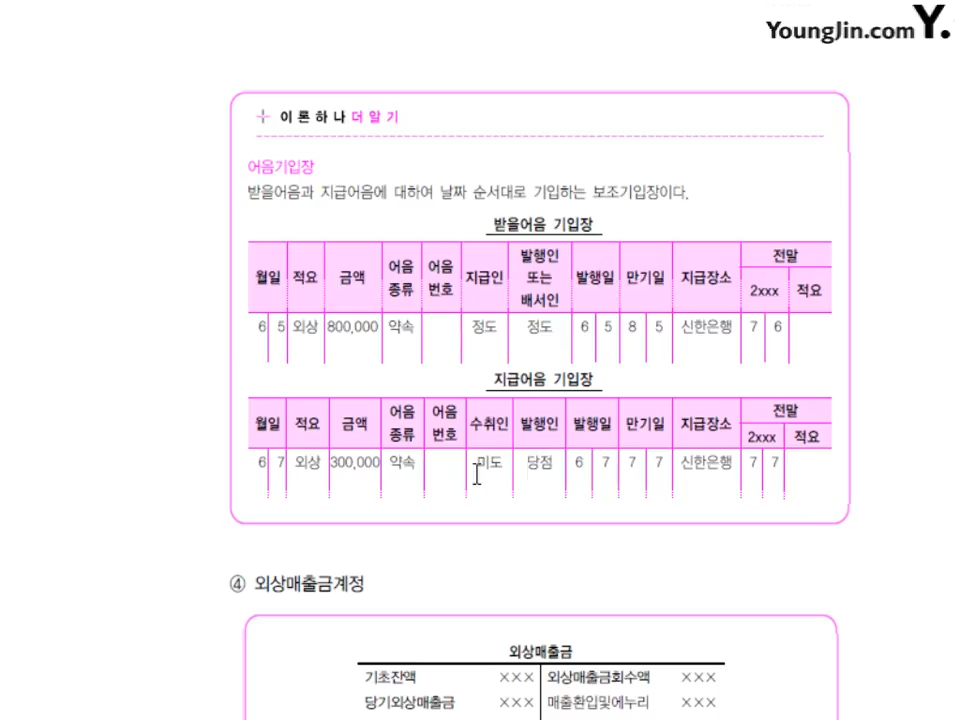 YoungJin.com Y.
이론하나 더알기
어음기입장
받을어음과 지급어음에 대하여 날짜 순서대로 기입하는 보조기입장이다.
받을어음 기입장
월일 적요 금액 어음종류 어음번호 지급인 발행인 또는 배서인 발행일 만기일 지급장소 전말 2xxx 적요
6 5 외상 800,000 약속 정도 정도 6 5 8 5 신한은행 7 6
지급어음 기입장
월일 적요 금액 어음종류 어음번호 수취인 발행인 발행일 만기일 지급장소 전말 2xxx 적요
6 7 외상 300,000 약속 미도 당점 6 7 7 7 신한은행 7 7
④ 외상매출금계정
외상매출금
기초잔액 ××× 외상매출금회수액 ×××
당기외상매출금 ××× 매출환입및에누리 ×××